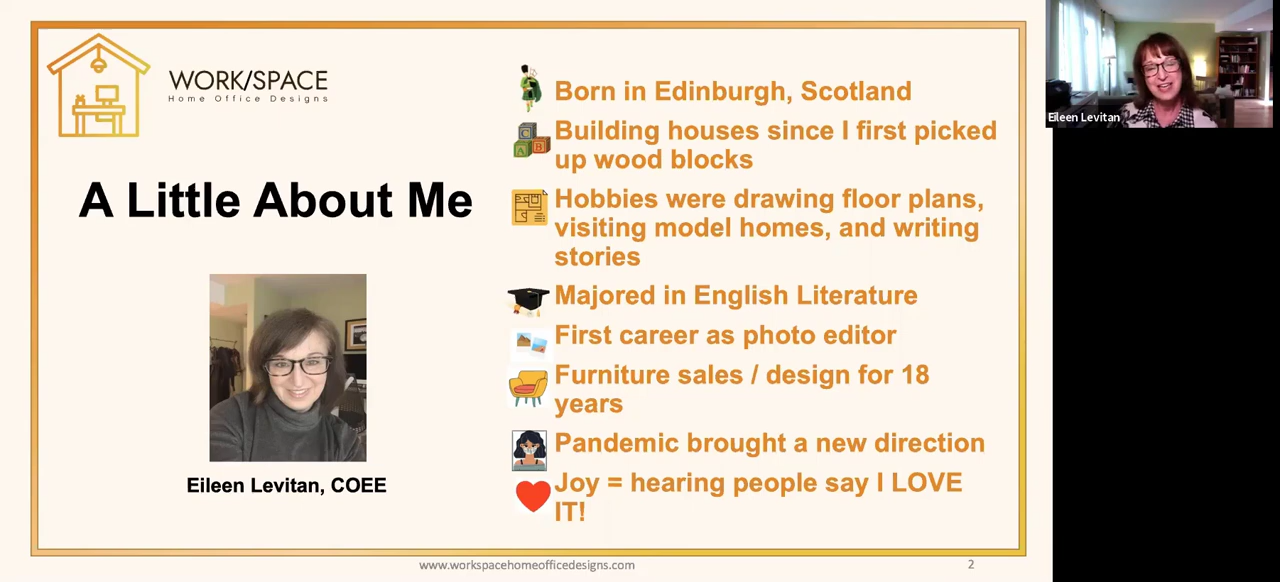 WORK/SPACE
Home Office Designs
A Little About Me
Eileen Levitan, COEE
Born in Edinburgh, Scotland
Building houses since I first picked
up wood blocks
Hobbies were drawing floor plans,
visiting model homes, and writing
stories
Majored in English Literature
First career as photo editor
Furniture sales / design for 18
years
Pandemic brought a new direction
Joy = hearing people say I LOVE
IT!
www.workspacehomeofficedesigns.com
2
Eileen Levitan
C
B
A